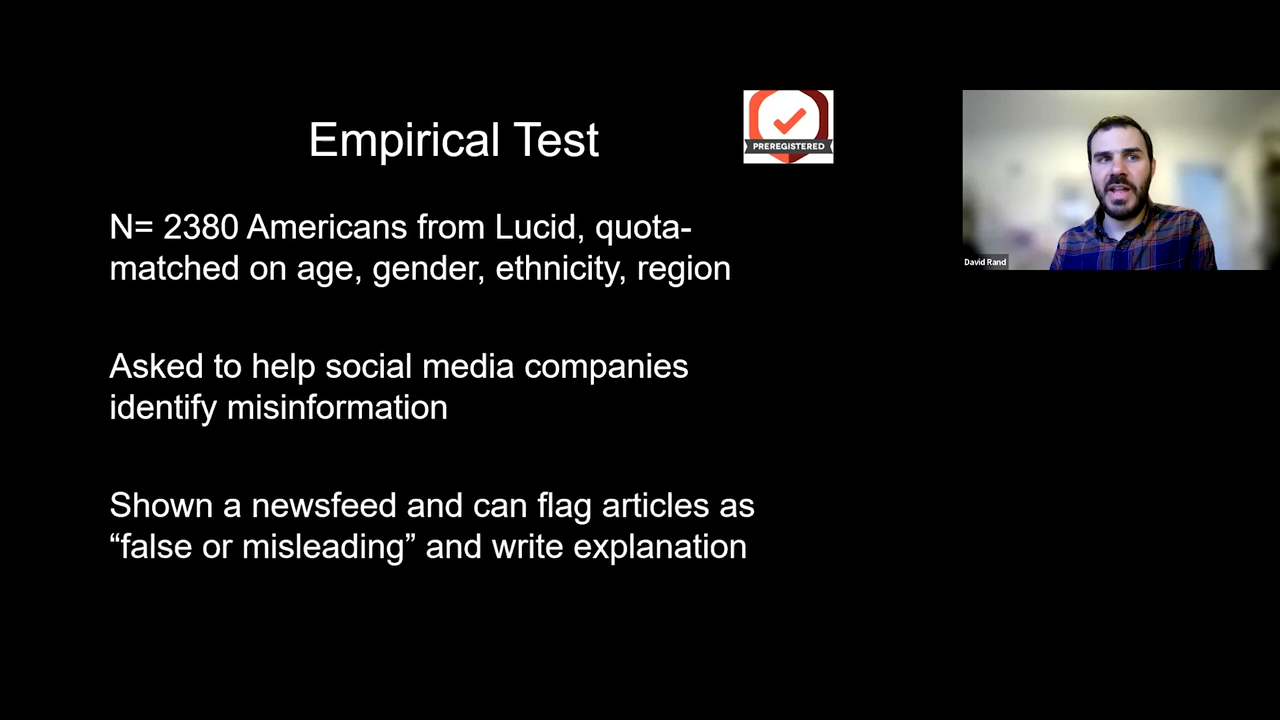 Empirical Test
PREREGISTERED
N= 2380 Americans from Lucid, quota-
matched on age, gender, ethnicity, region
Asked to help social media companies
identify misinformation
Shown a newsfeed and can flag articles as
“false or misleading” and write explanation
David Rand